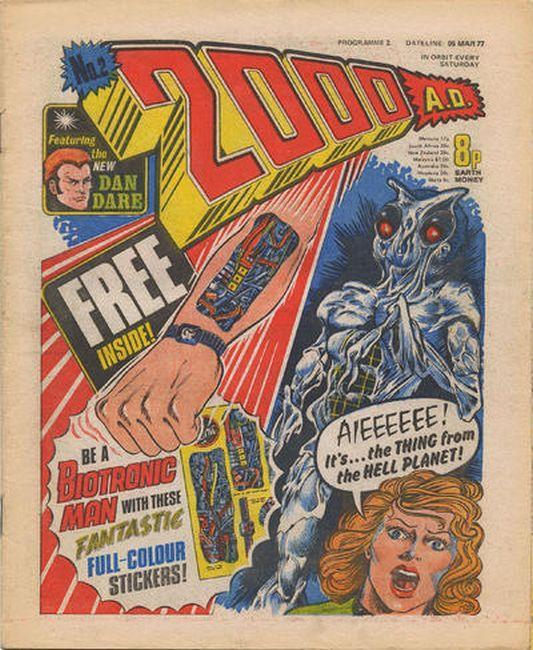 PROGRAMME 2 DATELINE: 05 MAR 77
IN ORBIT EVERY
SATURDAY
No.2
2000
A.D.
Featuring
the
NEW
DAN
DARE
8p
EARTH
MONEY
FREE
INSIDE!
BE A
BIOTRONIC
MAN WITH THESE
FANTASTIC
FULL-COLOUR
STICKERS!
AIEEEEEE!
It's...the THING from
the HELL PLANET!